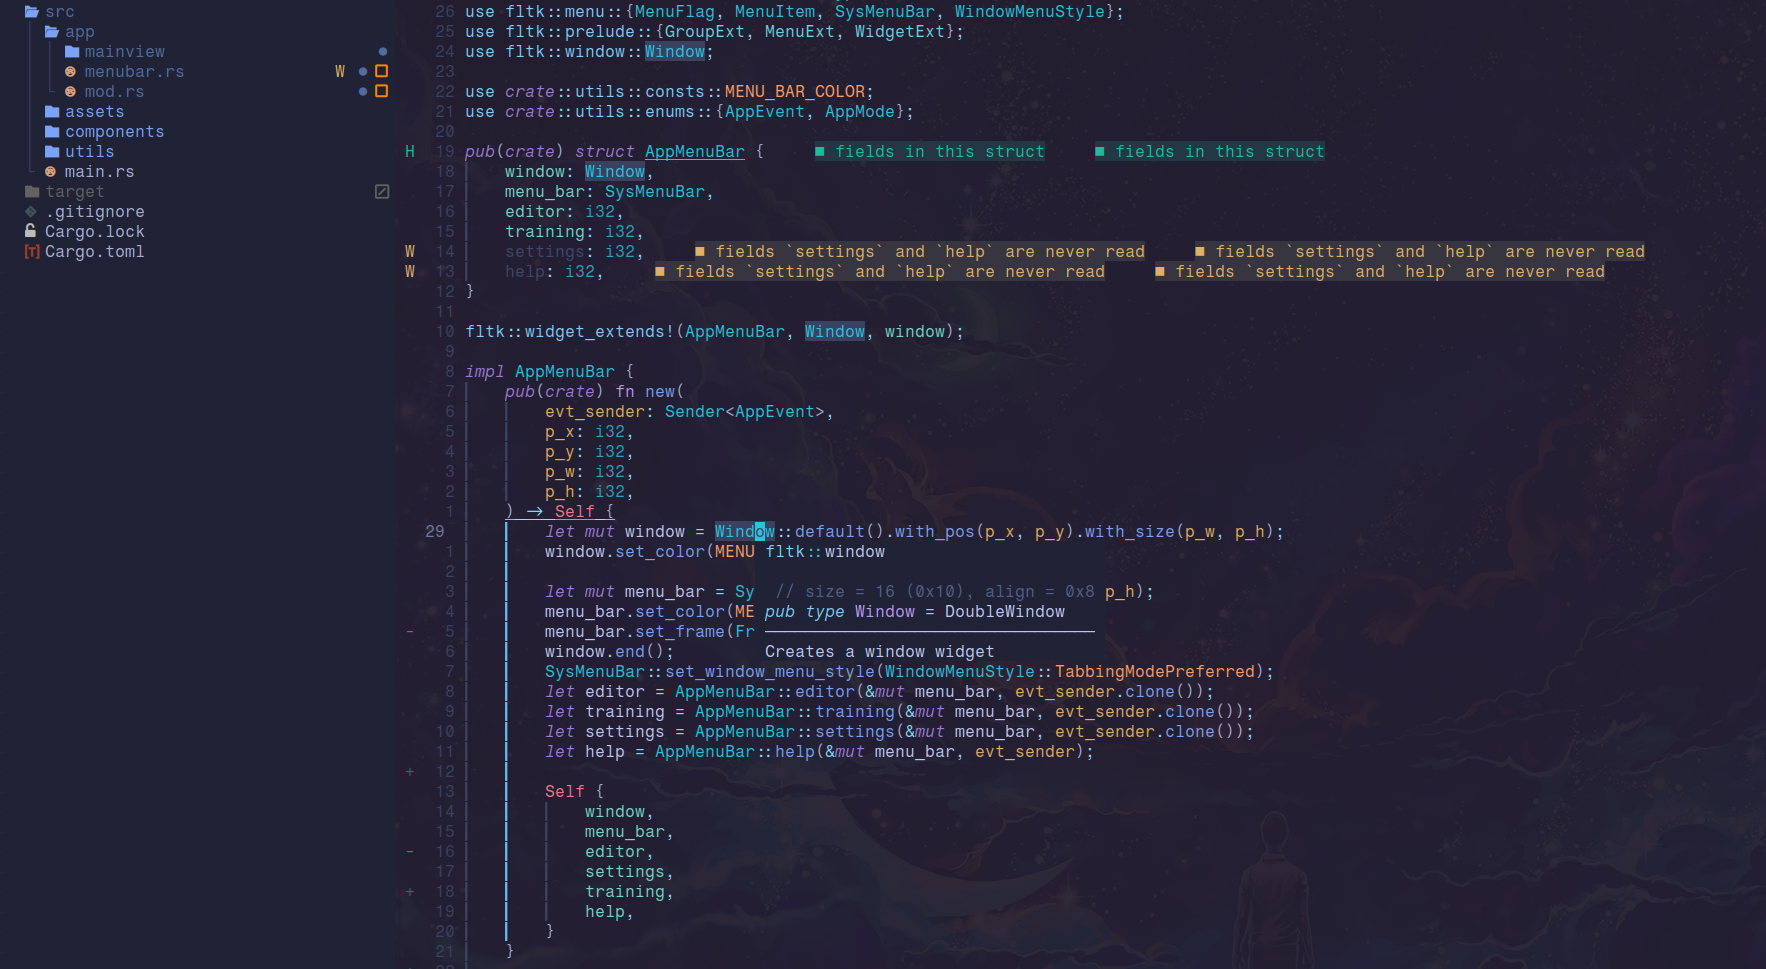 src
app
mainview
menubar.rs W
mod.rs
assets
components
utils
main.rs
target
.gitignore
Cargo.lock
[T] Cargo.toml
26 use fltk::menu::{MenuFlag, MenuItem, SysMenuBar, WindowMenuStyle};
25 use fltk::prelude::{GroupExt, MenuExt, WidgetExt};
24 use fltk::window::Window;
23
22 use crate::utils::consts::MENU_BAR_COLOR;
21 use crate::utils::enums::{AppEvent, AppMode};
20
H 19 pub(crate) struct AppMenuBar { ■ fields in this struct ■ fields in this struct
18 window: Window,
17 menu_bar: SysMenuBar,
16 editor: i32,
15 training: i32,
W 14 settings: i32, ■ fields `settings` and `help` are never read ■ fields `settings` and `help` are never read
W 13 help: i32, ■ fields `settings` and `help` are never read ■ fields `settings` and `help` are never read
12 }
11
10 fltk::widget_extends!(AppMenuBar, Window, window);
9
8 impl AppMenuBar {
7 pub(crate) fn new(
6 evt_sender: Sender<AppEvent>,
5 p_x: i32,
4 p_y: i32,
3 p_w: i32,
2 p_h: i32,
1 ) -> Self {
29 let mut window = Window::default().with_pos(p_x, p_y).with_size(p_w, p_h);
1 window.set_color(MENU fltk::window
2
3 let mut menu_bar = Sy // size = 16 (0x10), align = 0x8 p_h);
4 menu_bar.set_color(ME pub type Window = DoubleWindow
- 5 menu_bar.set_frame(Fr
6 window.end(); Creates a window widget
7 SysMenuBar::set_window_menu_style(WindowMenuStyle::TabbingModePreferred);
8 let editor = AppMenuBar::editor(&mut menu_bar, evt_sender.clone());
9 let training = AppMenuBar::training(&mut menu_bar, evt_sender.clone());
10 let settings = AppMenuBar::settings(&mut menu_bar, evt_sender.clone());
11 let help = AppMenuBar::help(&mut menu_bar, evt_sender);
+ 12
13 Self {
14 window,
15 menu_bar,
- 16 editor,
17 settings,
+ 18 training,
19 help,
20 }
21 }